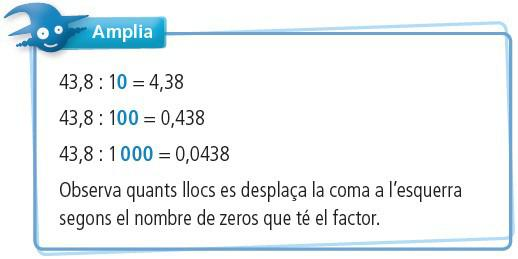 Amplia
43,8 : 10 = 4,38
43,8 : 100 = 0,438
43,8 : 1 000 = 0,0438
Observa quants llocs es desplaça la coma a l'esquerra
segons el nombre de zeros que té el factor.